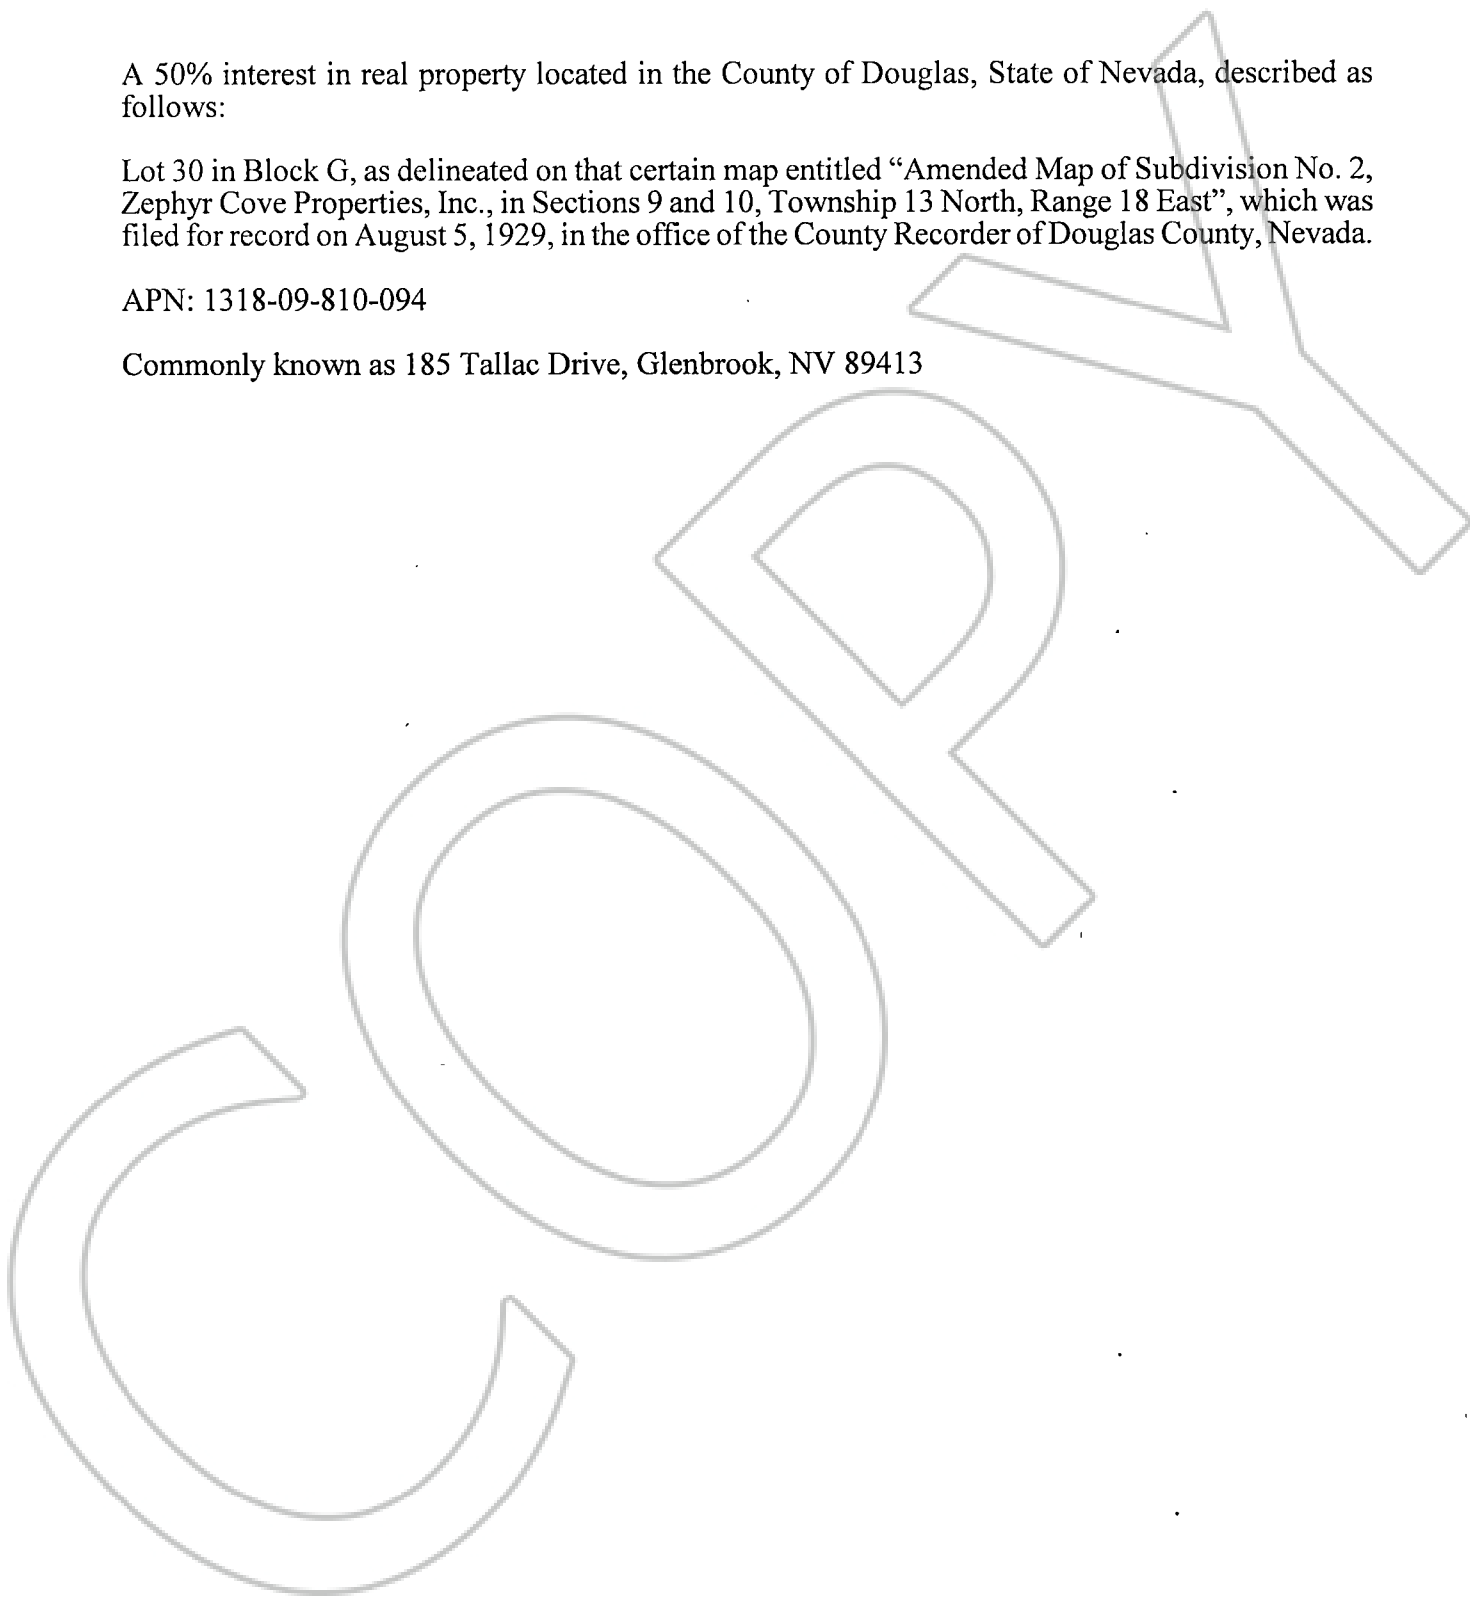 A 50% interest in real property located in the County of Douglas, State of Nevada, described as
follows:
Lot 30 in Block G, as delineated on that certain map entitled “Amended Map of Subdivision No. 2,
Zephyr Cove Properties, Inc., in Sections 9 and 10, Township 13 North, Range 18 East”, which was
filed for record on August 5, 1929, in the office of the County Recorder of Douglas County, Nevada.
APN: 1318-09-810-094
Commonly known as 185 Tallac Drive, Glenbrook, NV 89413
COPY